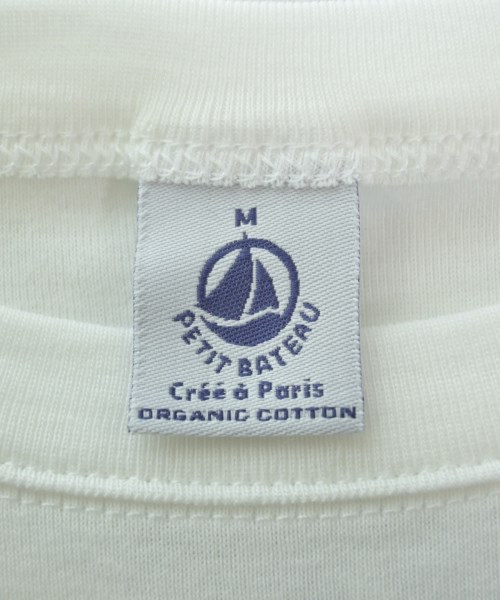 M
PETIT BATEAU
Créé à Paris
ORGANIC COTTON